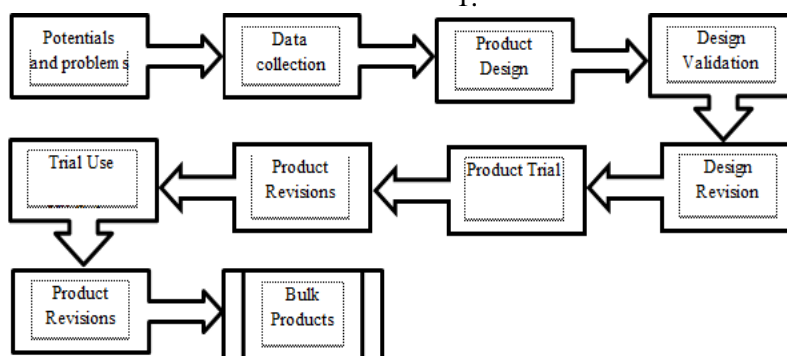 1.
Potentials
and problems
Data
collection
Product
Design
Design
Validation
Trial Use
Product
Revisions
Product Trial
Design
Revision
Product
Revisions
Bulk
Products